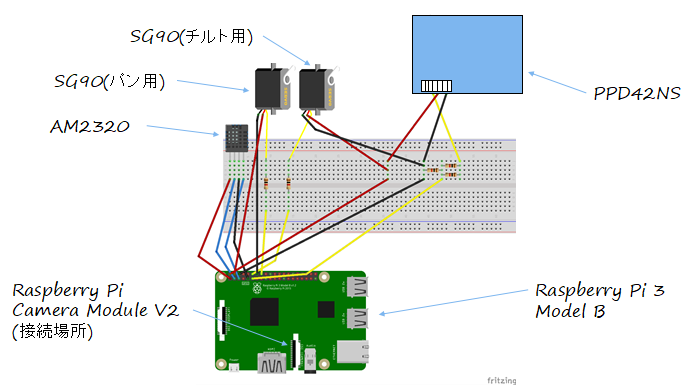 SG90(チルト用)
SG90(パン用)
PPD42NS
AM2320
Raspberry Pi
Camera Module V2
(接続場所)
Raspberry Pi 3
Model B
fritzing